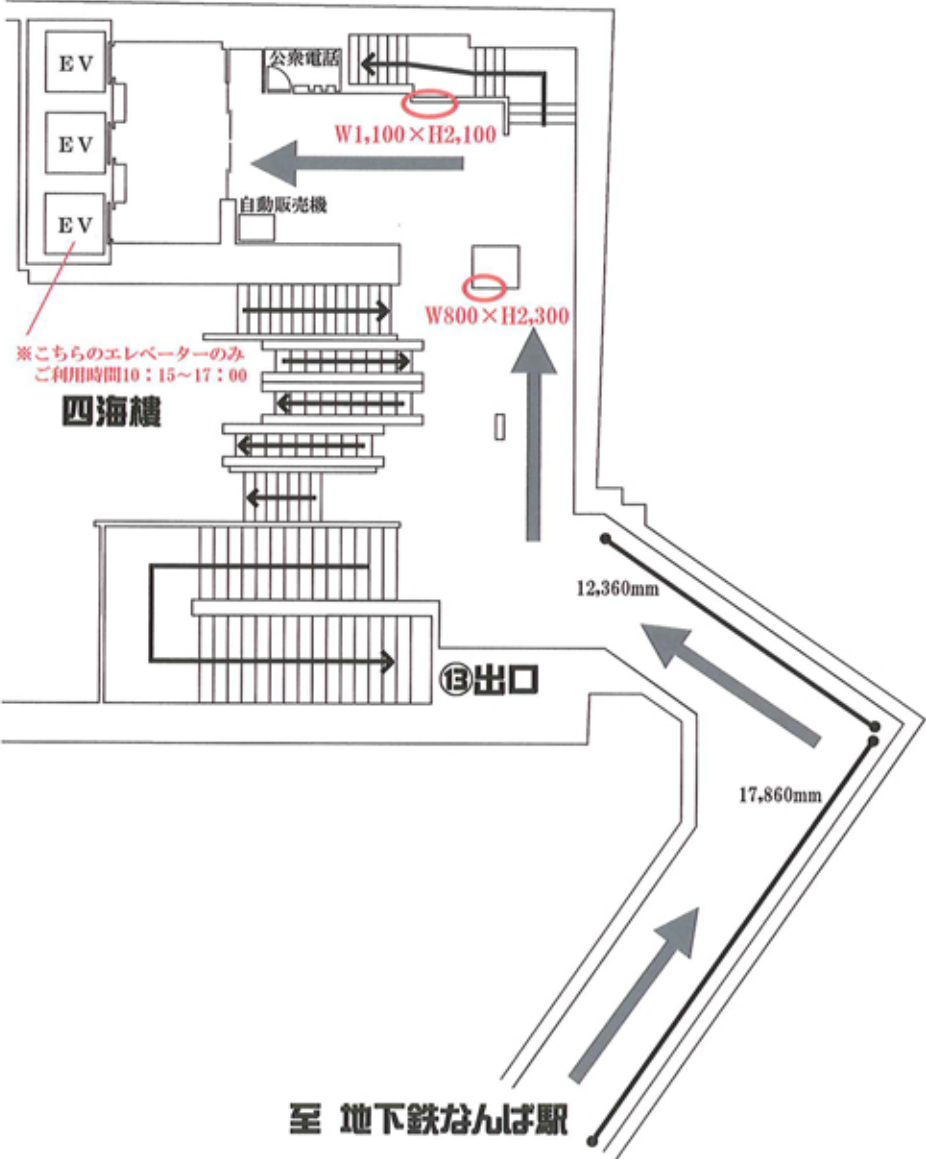 EV
公衆電話
W1,100×H2,100
EV
自動販売機
EV
W800×H2,300
※こちらのエレベーターのみ
ご利用時間10：15～17：00
四海樓
12,360mm
⑬出口
17,860mm
至 地下鉄なんば駅